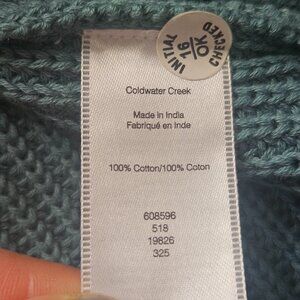 INITIAL
16
OK
CHECKED
Coldwater Creek
Made in India
Fabriqué en Inde
100% Cotton/100% Coton
608596
518
19826
325